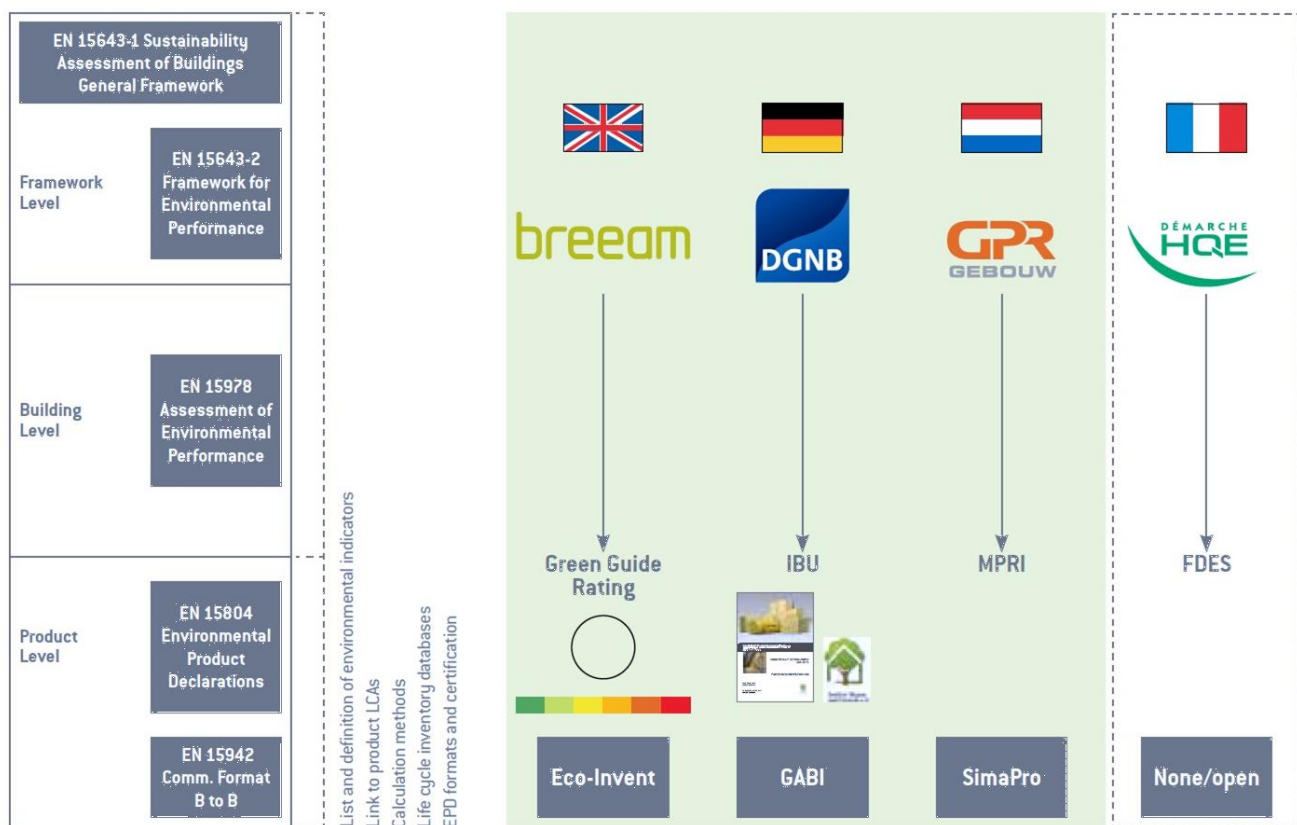 EN 15643-1 Sustainability
Assessment of Buildings
General Framework
Framework
Level
EN 15643-2
Framework for
Environmental
Performance
Building
Level
EN 15978
Assessment of
Environmental
Performance
Product
Level
EN 15804
Environmental
Product
Declarations
EN 15942
Comm. Format
B to B
List and definition of environmental indicators
Link to product LCAs
Calculation methods
Life cycle inventory databases
EPD formats and certification
breeam
DGNB
GPR
GEBOUW
DÉMARCHE
HQE
Green Guide
Rating
IBU
MPRI
FDES
Eco-Invent
GABI
SimaPro
None/open